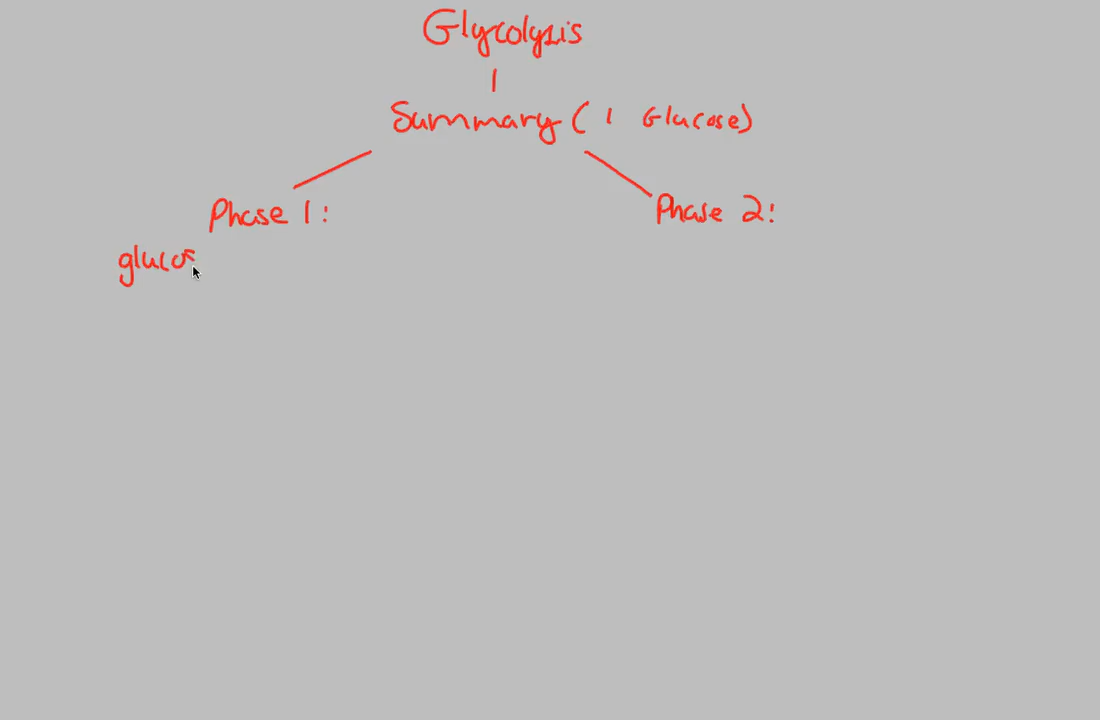 Glycolysis
Summary ( 1 Glucose)
Phase 1:
Phase 2:
glucos